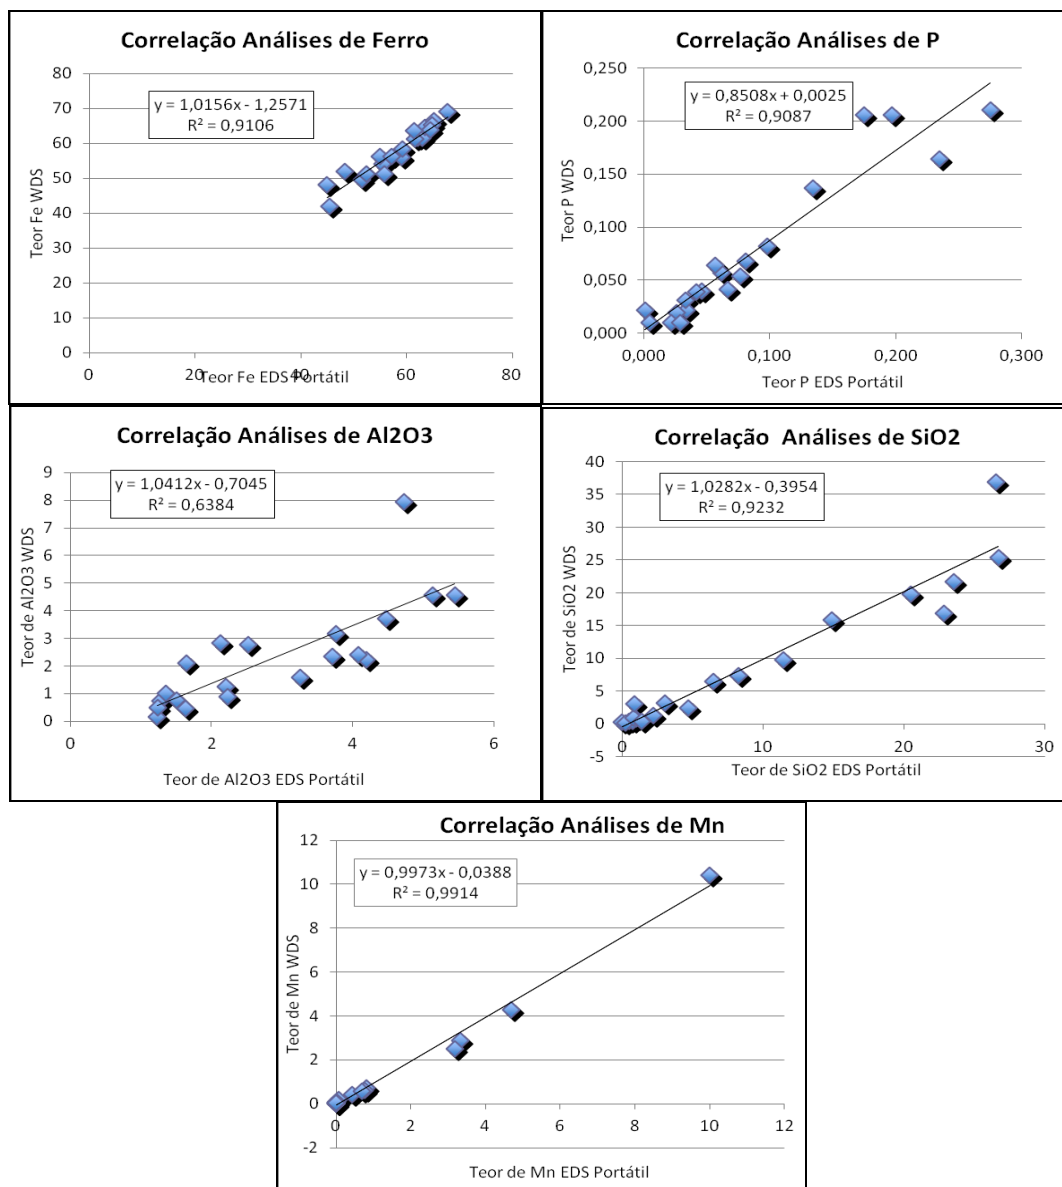 Correlação Análises de Ferro
y = 1,0156x - 1,2571
R² = 0,9106
Teor Fe WDS
80
70
60
50
40
30
20
10
0
0 20 40 60 80
Teor Fe EDS Portátil
Correlação Análises de P
y = 0,8508x + 0,0025
R² = 0,9087
Teor P WDS
0,250
0,200
0,150
0,100
0,050
0,000
0,000 0,100 0,200 0,300
Teor P EDS Portátil
Correlação Análises de Al2O3
y = 1,0412x - 0,7045
R² = 0,6384
Teor de Al2O3 WDS
9
8
7
6
5
4
3
2
1
0
0 2 4 6
Teor de Al2O3 EDS Portátil
Correlação Análises de SiO2
y = 1,0282x - 0,3954
R² = 0,9232
Teor de SiO2 WDS
40
35
30
25
20
15
10
5
0
-5
0 10 20 30
Teor de SiO2 EDS Portátil
Correlação Análises de Mn
y = 0,9973x - 0,0388
R² = 0,9914
Teor de Mn WDS
12
10
8
6
4
2
0
-2
0 2 4 6 8 10 12
Teor de Mn EDS Portátil